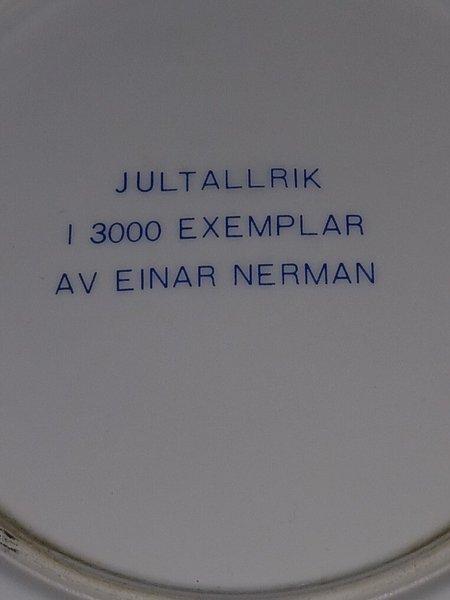 JULTALLRIK
I 3000 EXEMPLAR
AV EINAR NERMAN